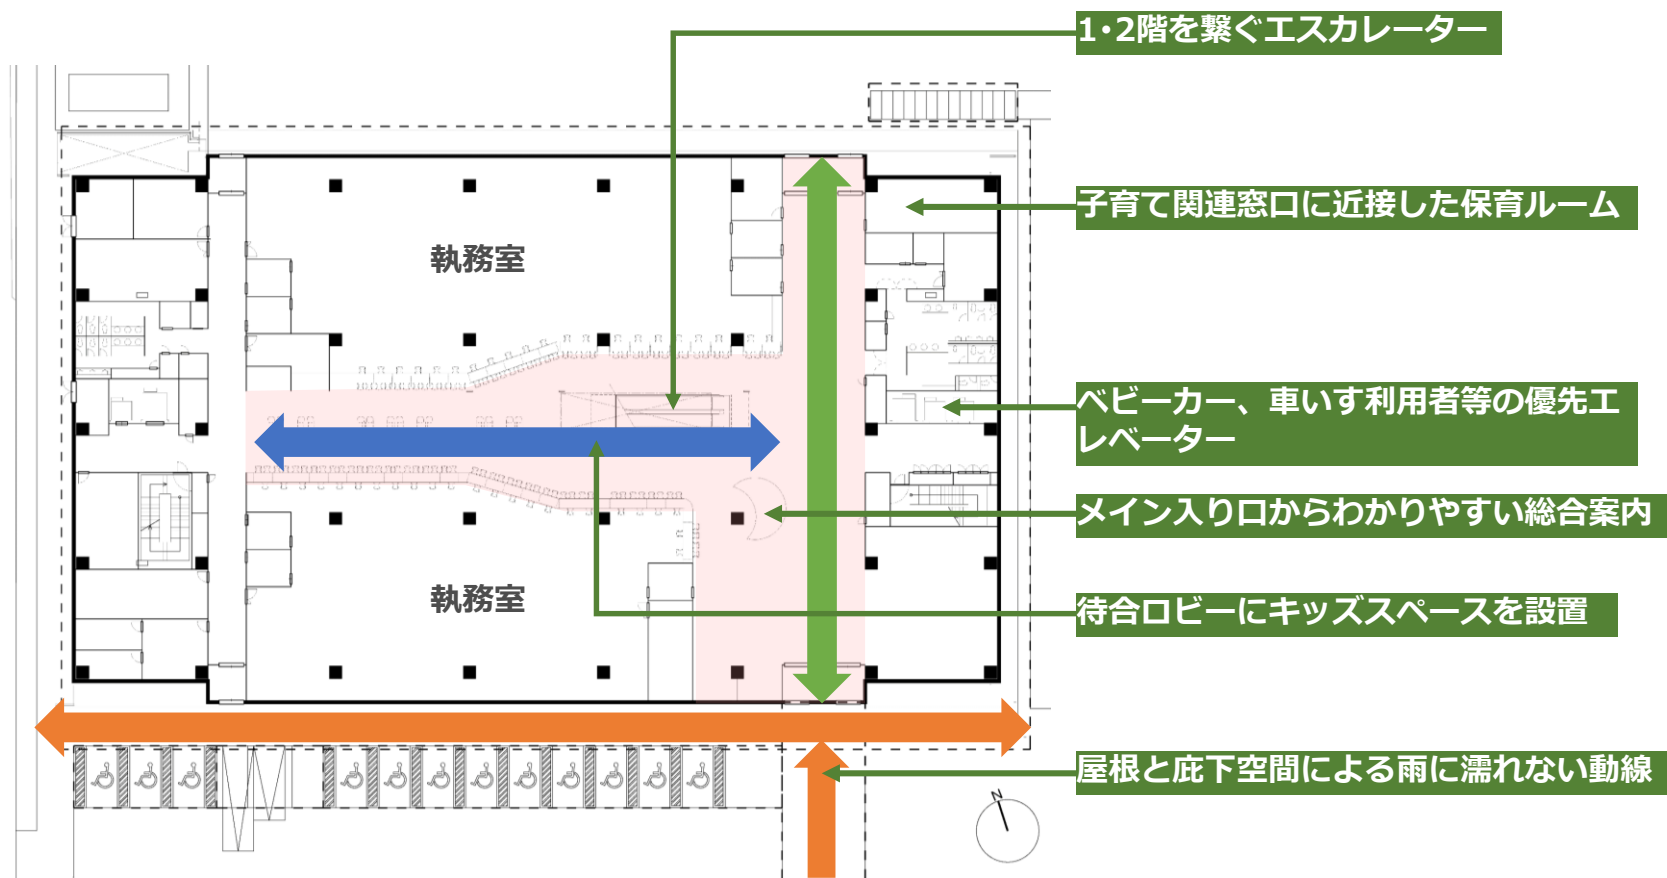 1・2階を繋ぐエスカレーター
子育て関連窓口に近接した保育ルーム
執務室
ベビーカー、車いす利用者等の優先エ
レベーター
メイン入り口からわかりやすい総合案内
執務室
待合ロビーにキッズスペースを設置
屋根と庇下空間による雨に濡れない動線
N